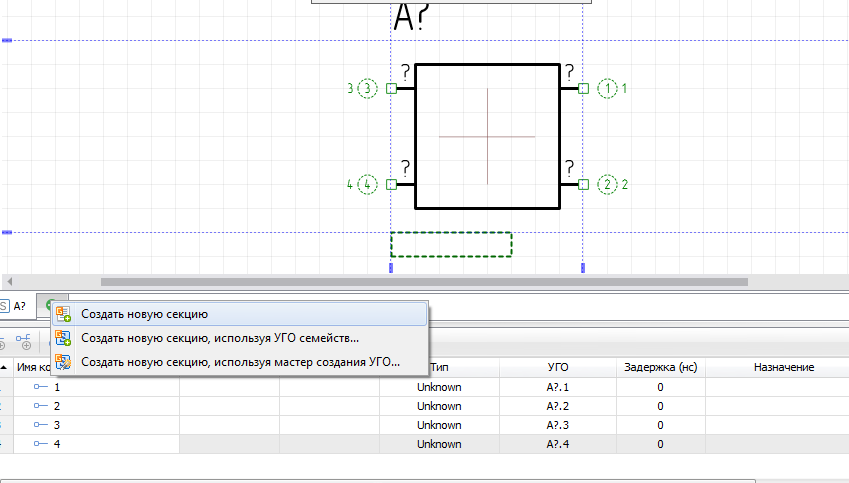 A?
? ?
3 3 1 1
? ?
4 4 2 2
S A?
Создать новую секцию
Создать новую секцию, используя УГО семейств...
Создать новую секцию, используя мастер создания УГО...
Имя ко Тип УГО Задержка (нс) Назначение
1 Unknown A?.1 0
2 Unknown A?.2 0
3 Unknown A?.3 0
4 Unknown A?.4 0